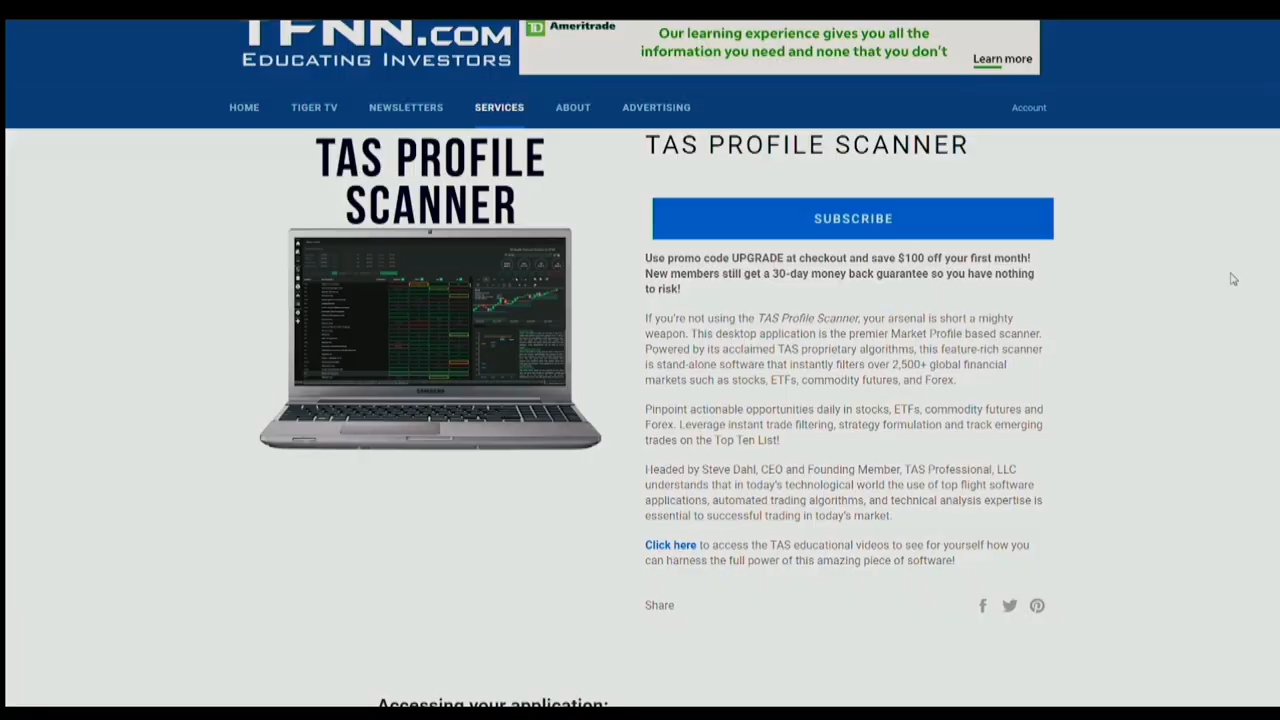 TFNN.COM
EDUCATING INVESTORS
TD Ameritrade
Our learning experience gives you all the
information you need and none that you don't
Learn more
HOME
TIGER TV
NEWSLETTERS
SERVICES
ABOUT
ADVERTISING
Account
TAS PROFILE
SCANNER
SAMSUNG
TAS PROFILE SCANNER
SUBSCRIBE
Use promo code UPGRADE at checkout and save $100 off your first month!
New members still get a 30-day money back guarantee so you have nothing
to risk!
If you're not using the TAS Profile Scanner, your arsenal is short a mighty
weapon. This desktop application is the premier Market Profile based scanner.
Powered by its acclaimed TAS proprietary algorithms, this feature-rich scanner
is stand-alone software that instantly filters over 2,500+ global financial
markets such as stocks, ETFs, commodity futures, and Forex.
Pinpoint actionable opportunities daily in stocks, ETFs, commodity futures and
Forex. Leverage instant trade filtering, strategy formulation and track emerging
trades on the Top Ten List!
Headed by Steve Dahl, CEO and Founding Member, TAS Professional, LLC
understands that in today's technological world the use of top flight software
applications, automated trading algorithms, and technical analysis expertise is
essential to successful trading in today's market.
Click here to access the TAS educational videos to see for yourself how you
can harness the full power of this amazing piece of software!
Share
Accessing your application: